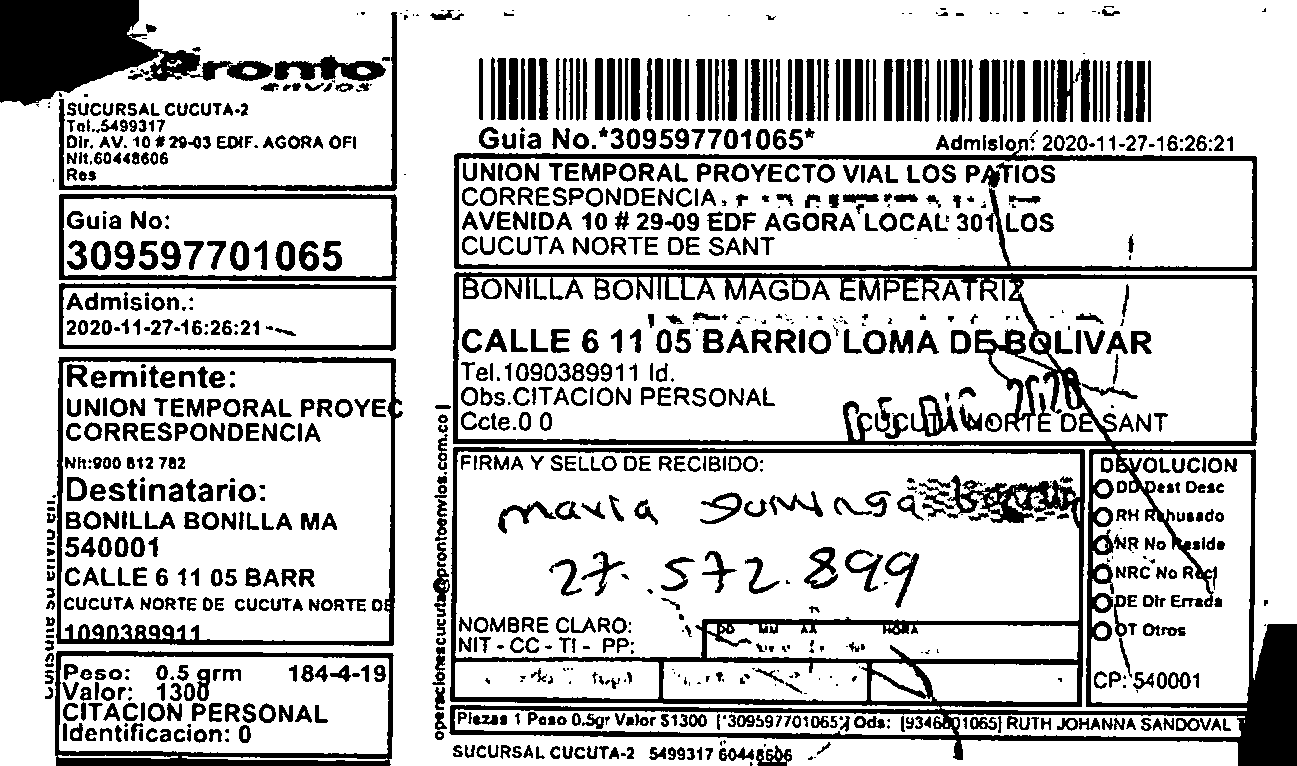 Pronto
envios
SUCURSAL CUCUTA-2
Tel..5499317
Dir. AV. 10 # 29-03 EDIF. AGORA OFI
Nit.60448606
Res
Guia No:
309597701065
Admision.:
2020-11-27-16:26:21
Remitente:
UNION TEMPORAL PROYEC
CORRESPONDENCIA
Nit:900 812 782
Destinatario:
BONILLA BONILLA MA
540001
CALLE 6 11 05 BARR
CUCUTA NORTE DE CUCUTA NORTE DE
1090389911
Peso: 0.5 grm 184-4-19
Valor: 1300
CITACION PERSONAL
Identificacion: 0
operacionescucuta@prontoenvios.com.co |
Guia No.*309597701065*
Admision: 2020-11-27-16:26:21
UNION TEMPORAL PROYECTO VIAL LOS PATIOS
CORRESPONDENCIA
AVENIDA 10 # 29-09 EDF AGORA LOCAL 301 LOS
CUCUTA NORTE DE SANT
BONILLA BONILLA MAGDA EMPERATRIZ
CALLE 6 11 05 BARRIO LOMA DE BOLIVAR
Tel.1090389911 Id.
Obs.CITACION PERSONAL
Ccte.0 0
05 DIC. 2020
CUCUTA NORTE DE SANT
FIRMA Y SELLO DE RECIBIDO:
maria Dominga
27.572.899
NOMBRE CLARO:
NIT - CC - TI - PP:
DD MM AA HORA
DEVOLUCION
DD Dest Desc
RH Rehusado
NR No Reside
NRC No Recl
DE Dir Errada
OT Otros
CP: 540001
Piezas 1 Peso 0.5gr Valor $1300 [*309597701065*] Ods: [9346601065] RUTH JOHANNA SANDOVAL
SUCURSAL CUCUTA-2 5499317 60448606